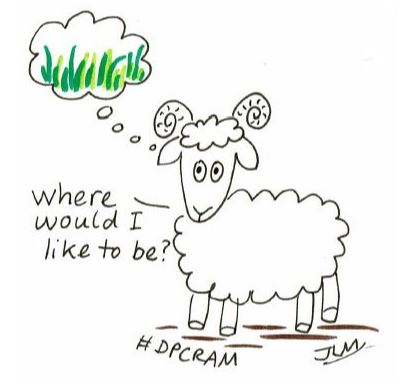 where
would I
like to be?
#DPCRAM
JLM